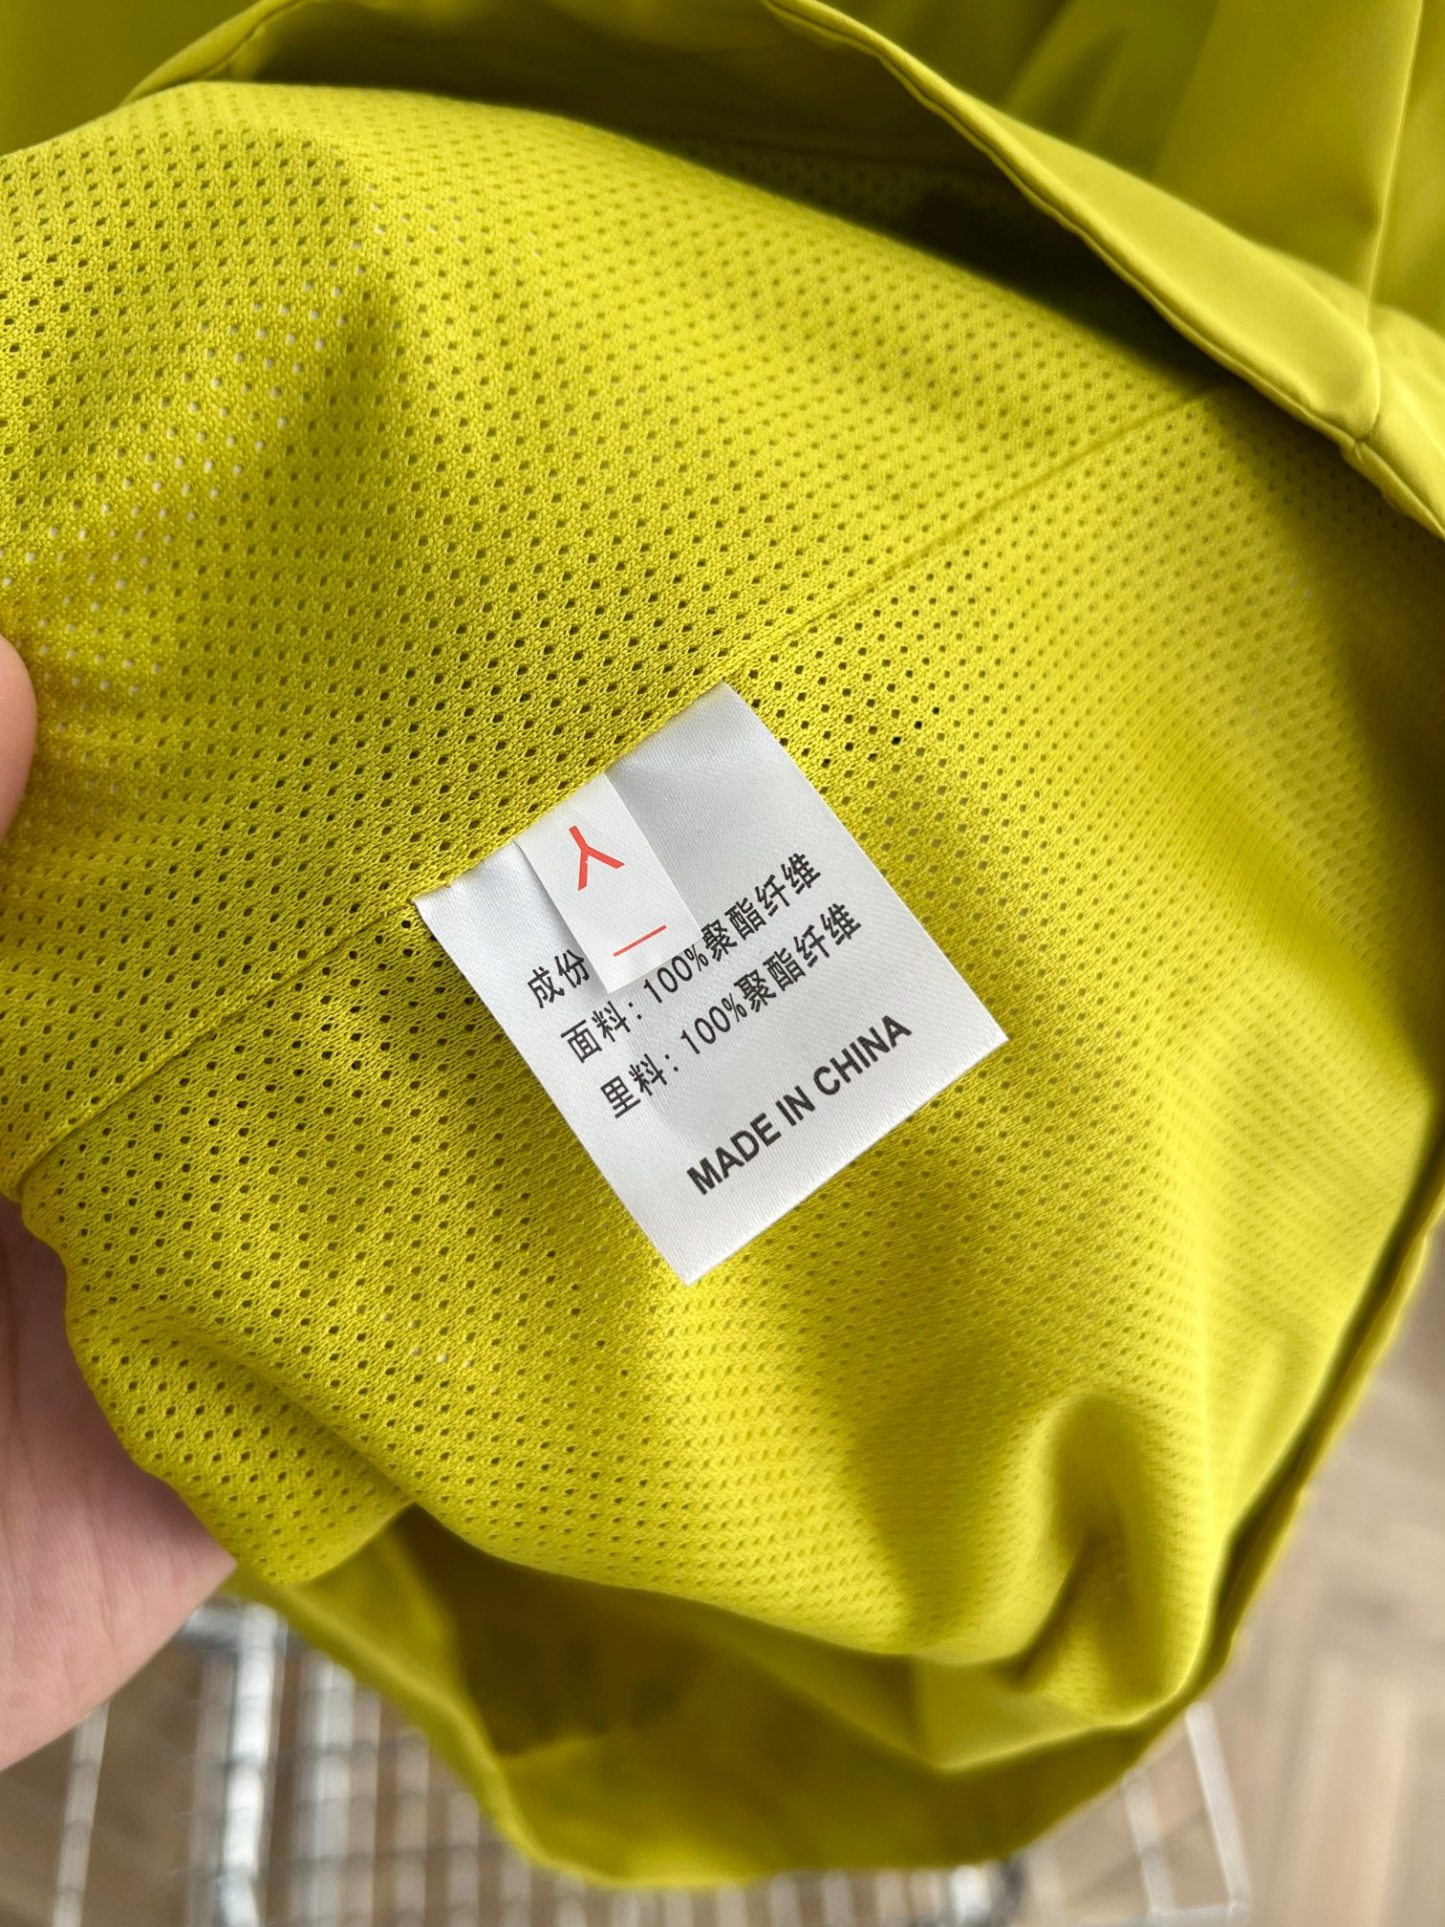 人
成份
面料：100%聚酯纤维
里料：100%聚酯纤维
MADE IN CHINA